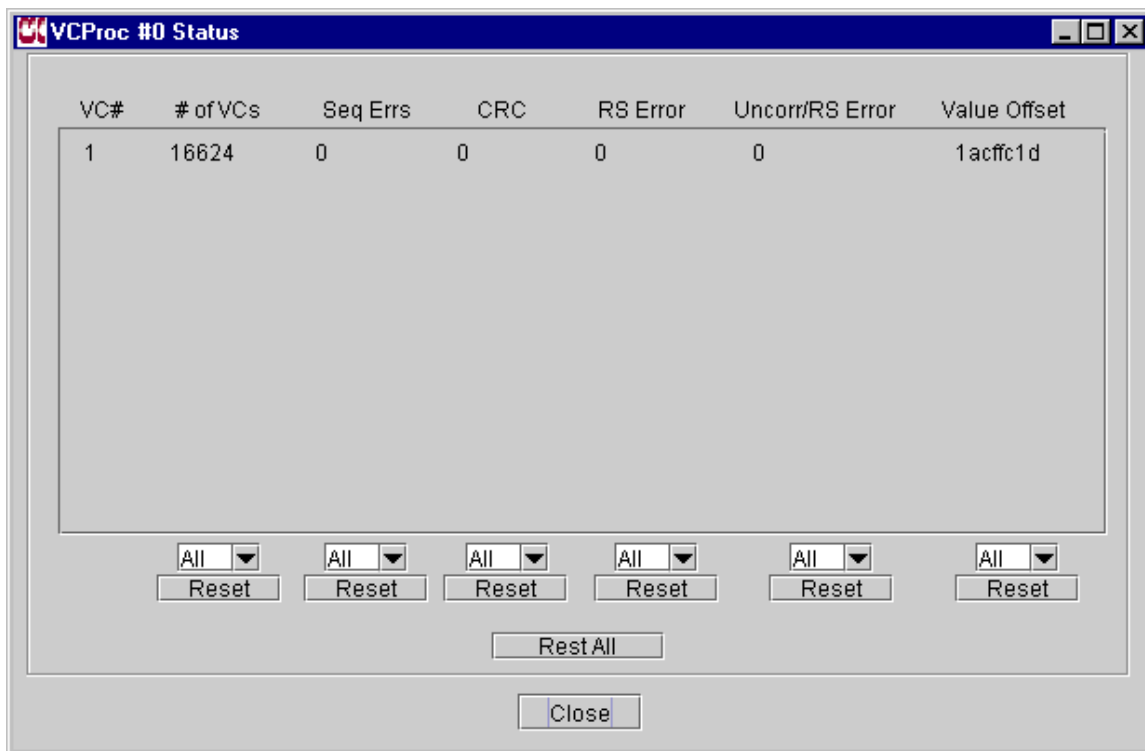 VCProc #0 Status
VC# # of VCs Seq Errs CRC RS Error Uncorr/RS Error Value Offset
1 16624 0 0 0 0 1acffc1d
All All All All All All
Reset Reset Reset Reset Reset Reset
Rest All
Close